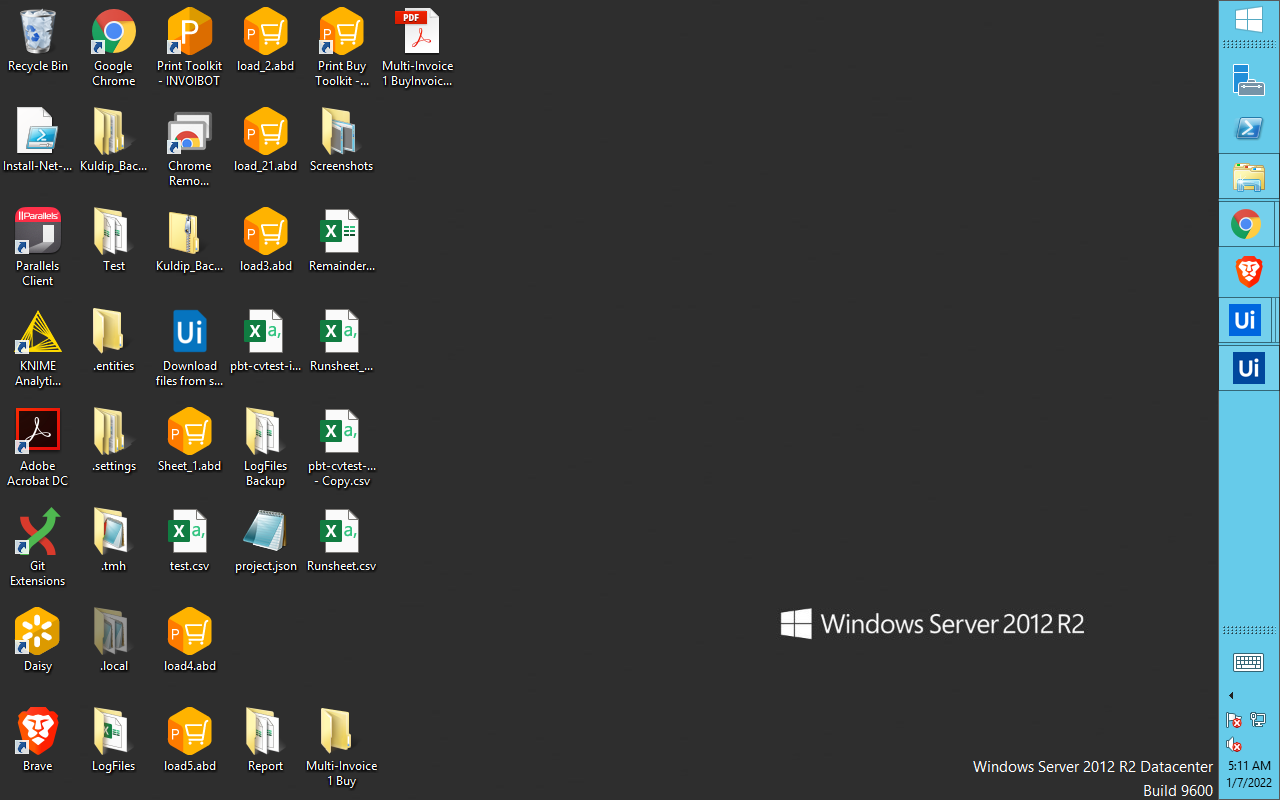 Recycle Bin
Google
Chrome
Print Toolkit
- INVOIBOT
load_2.abd
Print Buy
Toolkit -...
PDF
Multi-Invoice
1 BuyInvoic...
Install-Net-...
Kuldip_Bac...
Chrome
Remo...
load_21.abd
Screenshots
Parallels
Parallels
Client
Test
Kuldip_Bac...
load3.abd
Remainder...
KNIME
Analyti...
.entities
Ui
Download
files from s...
pbt-cvtest-i...
Runsheet_...
Adobe
Acrobat DC
.settings
Sheet_1.abd
LogFiles
Backup
pbt-cvtest-...
- Copy.csv
Git
Extensions
.tmh
test.csv
project.json
Runsheet.csv
Daisy
.local
load4.abd
Brave
LogFiles
load5.abd
Report
Multi-Invoice
1 Buy
Windows Server 2012 R2
Windows Server 2012 R2 Datacenter
Build 9600
Ui
Ui
5:11 AM
1/7/2022